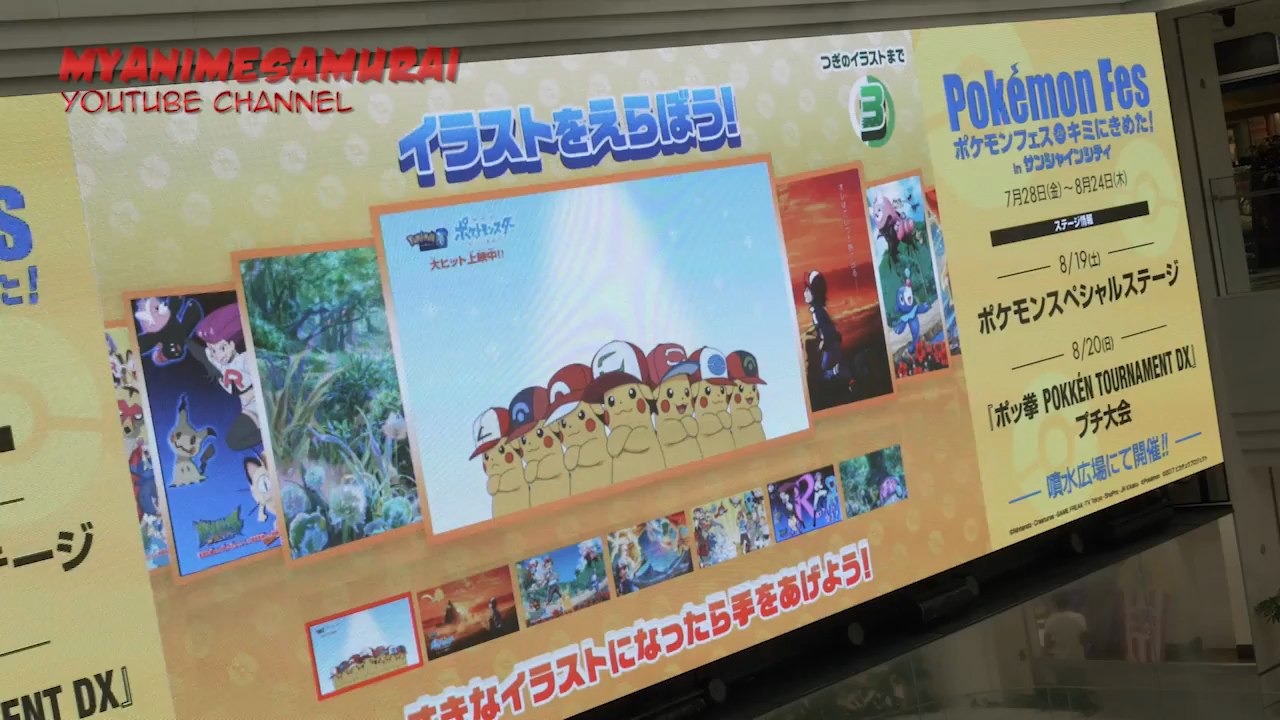 MYANIMESAMURAI
YOUTUBE CHANNEL
つぎのイラストまで
3
イラストをえらぼう!
ポケットモンスター
大ヒット上映中!!
R
すきなイラストになったら手をあげよう!
Pokémon Fes
ポケモンフェス キミにきめた!
in サンシャインシティ
7月28日(金)~8月24日(木)
ステージ情報
8/19(土)
ポケモンスペシャルステージ
8/20(日)
『ポッ拳 POKKÉN TOURNAMENT DX』
プチ大会
噴水広場にて開催!!
S
た!
ージ
ENT DX』